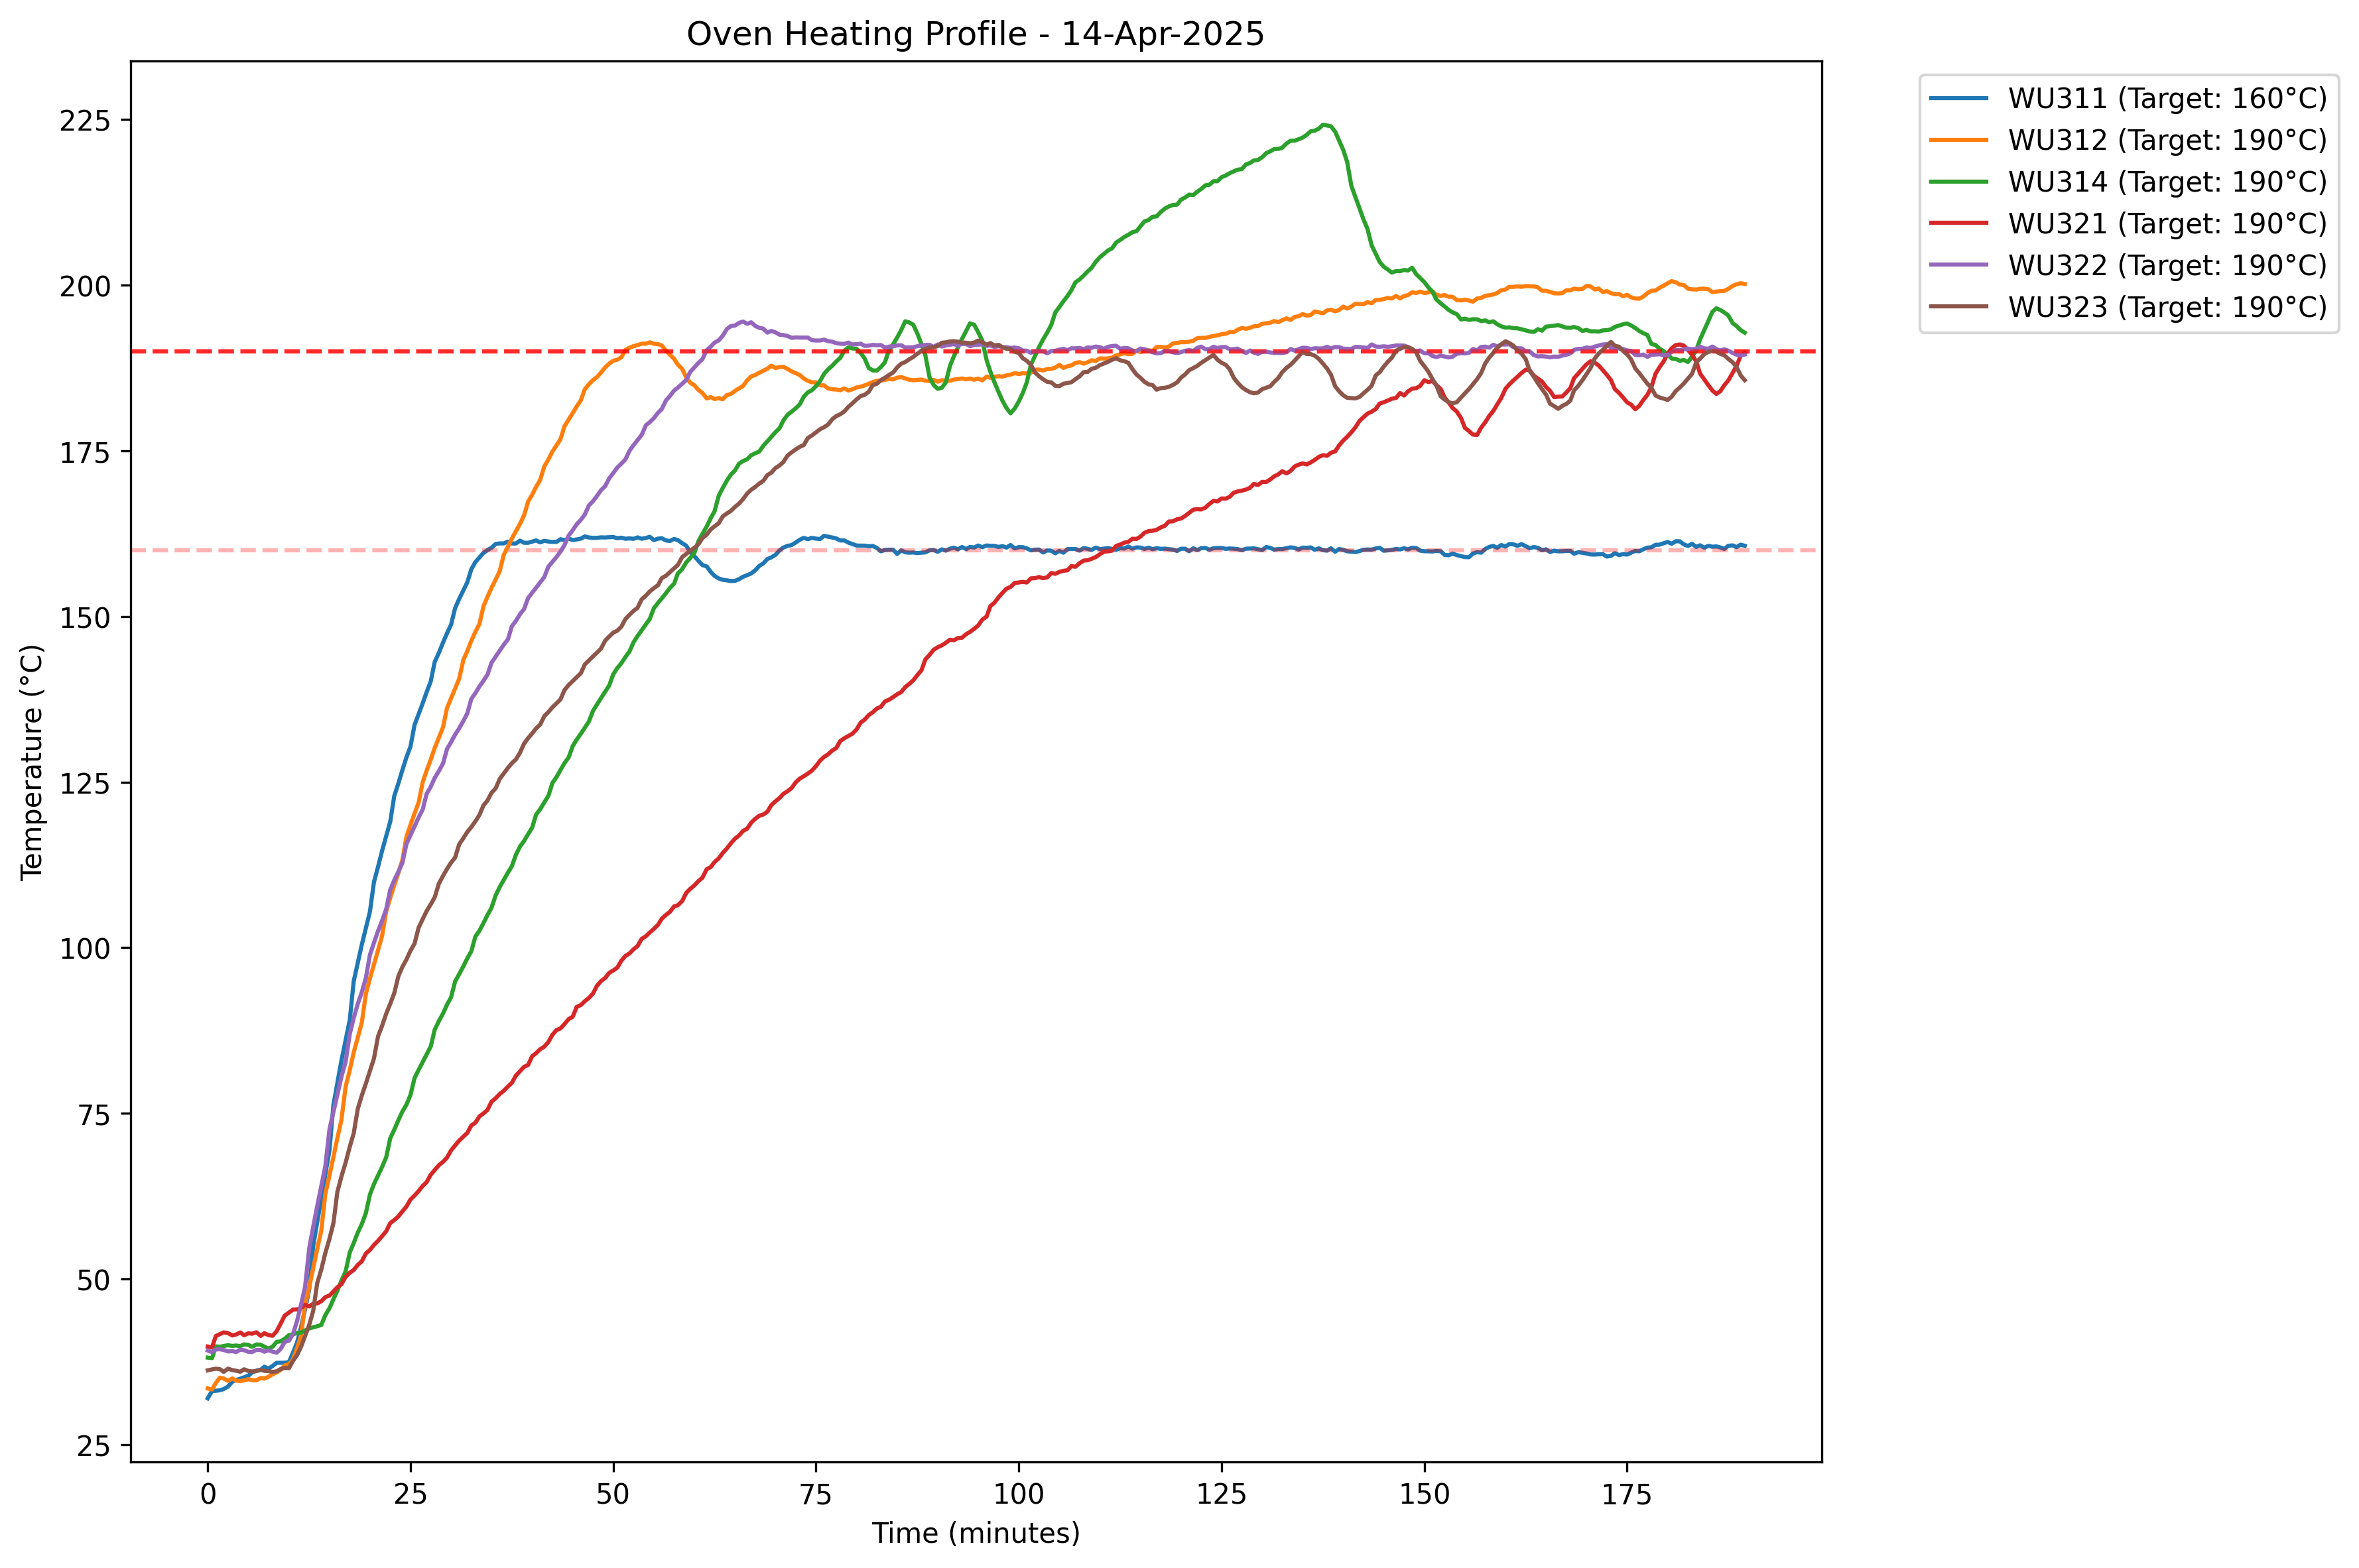 Oven Heating Profile - 14-Apr-2025
WU311 (Target: 160°C)
WU312 (Target: 190°C)
WU314 (Target: 190°C)
WU321 (Target: 190°C)
WU322 (Target: 190°C)
WU323 (Target: 190°C)
Temperature (°C)
225
200
175
150
125
100
75
50
25
0 25 50 75 100 125 150 175
Time (minutes)